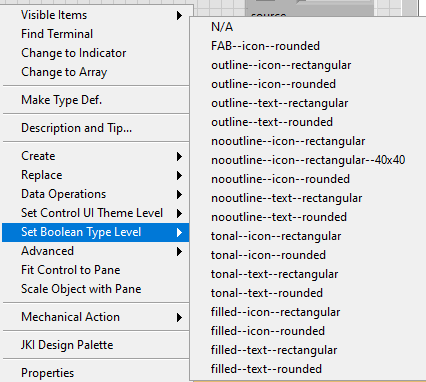 source
Visible Items
Find Terminal
Change to Indicator
Change to Array
Make Type Def.
Description and Tip...
Create
Replace
Data Operations
Set Control UI Theme Level
Set Boolean Type Level
Advanced
Fit Control to Pane
Scale Object with Pane
Mechanical Action
JKI Design Palette
Properties
N/A
FAB--icon--rounded
outline--icon--rectangular
outline--icon--rounded
outline--text--rectangular
outline--text--rounded
nooutline--icon--rectangular
nooutline--icon--rectangular--40x40
nooutline--icon--rounded
nooutline--text--rectangular
nooutline--text--rounded
tonal--icon--rectangular
tonal--icon--rounded
tonal--text--rectangular
tonal--text--rounded
filled--icon--rectangular
filled--icon--rounded
filled--text--rectangular
filled--text--rounded